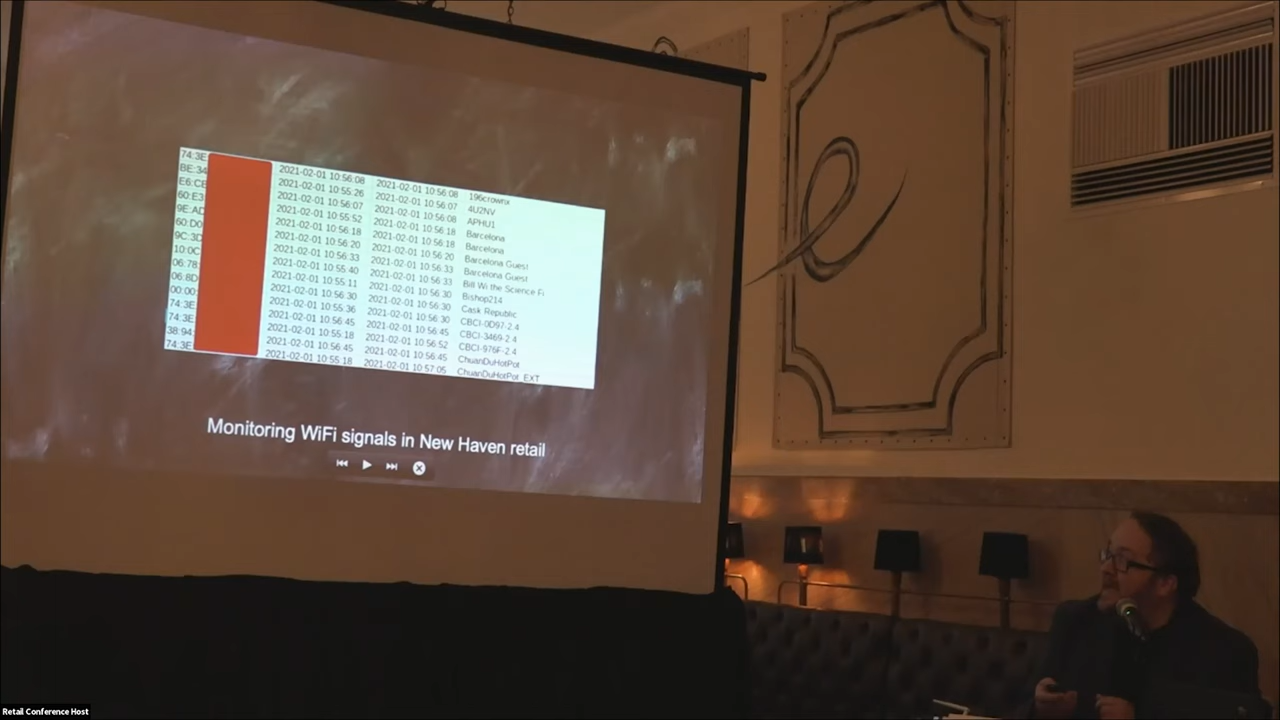 74:3E 2021-02-01 10:56:08 2021-02-01 10:56:08 196crownx
BE:34 2021-02-01 10:55:26 2021-02-01 10:56:07 4U2NV
E6:CE 2021-02-01 10:56:07 2021-02-01 10:56:08 APHU1
60:E3 2021-02-01 10:55:52 2021-02-01 10:56:18 Barcelona
9E:AD 2021-02-01 10:56:18 2021-02-01 10:56:18 Barcelona
60:D0 2021-02-01 10:56:20 2021-02-01 10:56:20 Barcelona Guest
9C:3D 2021-02-01 10:56:33 2021-02-01 10:56:33 Barcelona Guest
10:0C 2021-02-01 10:55:40 2021-02-01 10:56:33 Bill Wi the Science Fi
06:78: 2021-02-01 10:55:11 2021-02-01 10:56:30 Bishop214
06:8D 2021-02-01 10:56:30 2021-02-01 10:56:30 Cask Republic
00:00: 2021-02-01 10:55:36 2021-02-01 10:56:30 CBCI-0D97-2.4
74:3E 2021-02-01 10:56:45 2021-02-01 10:56:45 CBCI-3469-2.4
74:3E 2021-02-01 10:55:18 2021-02-01 10:56:52 CBCI-976F-2.4
38:94: 2021-02-01 10:56:45 2021-02-01 10:56:45 ChuanDuHotPot
74:3E 2021-02-01 10:55:18 2021-02-01 10:57:05 ChuanDuHotPot_EXT
Monitoring WiFi signals in New Haven retail
e
Retail Conference Host